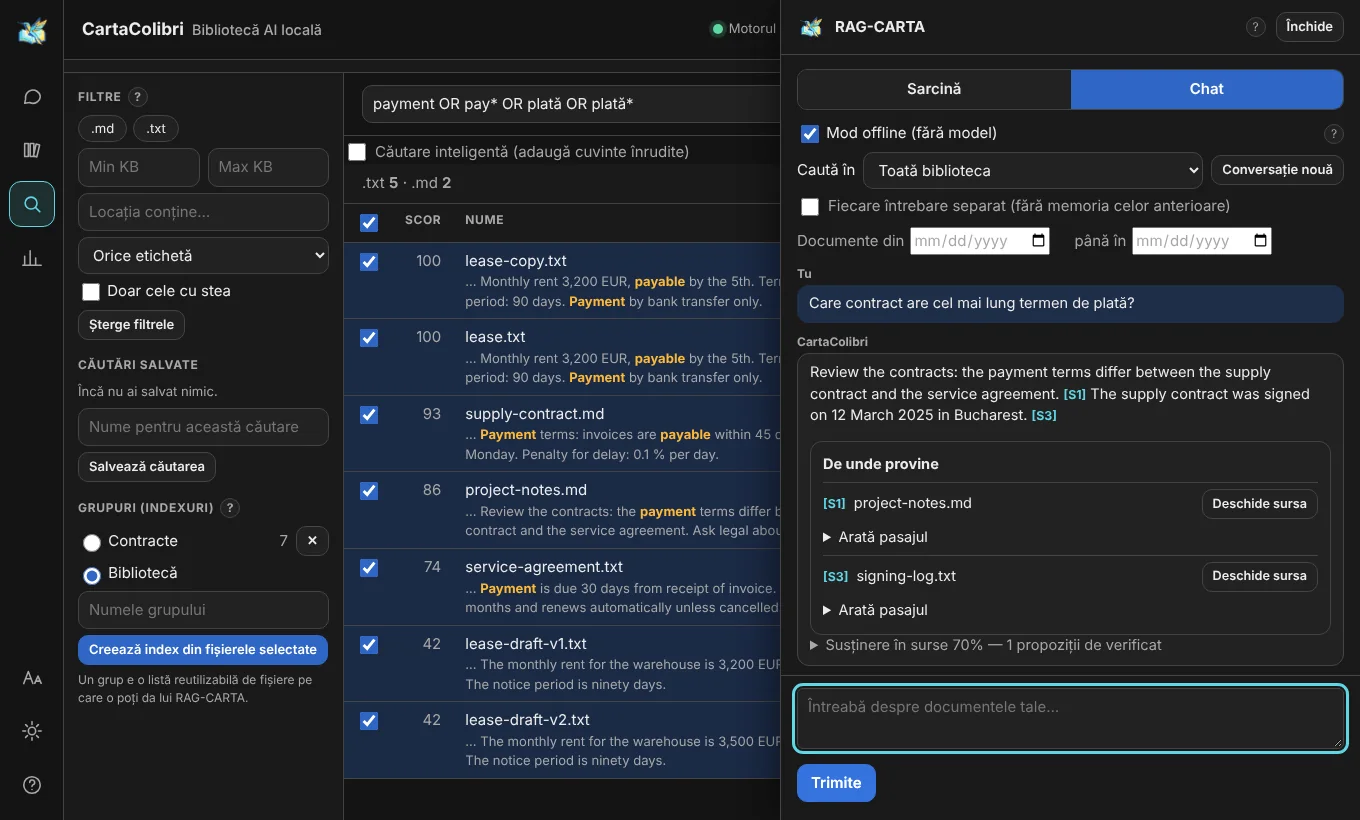 CartaColibri Bibliotecă AI locală
Motorul
FILTRE ?
.md .txt
Min KB Max KB
Locația conține...
Orice etichetă
Doar cele cu stea
Șterge filtrele
CĂUTĂRI SALVATE
Încă nu ai salvat nimic.
Nume pentru această căutare
Salvează căutarea
GRUPURI (INDEXURI) ?
Contracte 7 ✕
Bibliotecă
Numele grupului
Creează index din fișierele selectate
Un grup e o listă reutilizabilă de fișiere pe
care o poți da lui RAG-CARTA.
AA
?
payment OR pay* OR plată OR plată*
Căutare inteligentă (adaugă cuvinte înrudite)
.txt 5 · .md 2
SCOR NUME
100 lease-copy.txt
... Monthly rent 3,200 EUR, payable by the 5th. Ter
period: 90 days. Payment by bank transfer only.
100 lease.txt
... Monthly rent 3,200 EUR, payable by the 5th. Ter
period: 90 days. Payment by bank transfer only.
93 supply-contract.md
... Payment terms: invoices are payable within 45 d
Monday. Penalty for delay: 0.1 % per day.
86 project-notes.md
... Review the contracts: the payment terms differ b
contract and the service agreement. Ask legal abou
74 service-agreement.txt
... Payment is due 30 days from receipt of invoice.
months and renews automatically unless cancelled
42 lease-draft-v1.txt
... The monthly rent for the warehouse is 3,200 EUF
The notice period is ninety days.
42 lease-draft-v2.txt
... The monthly rent for the warehouse is 3,500 EUF
The notice period is ninety days.
RAG-CARTA ? Închide
Sarcină Chat
Mod offline (fără model) ?
Caută în Toată biblioteca Conversație nouă
Fiecare întrebare separat (fără memoria celor anterioare)
Documente din mm/dd/yyyy până în mm/dd/yyyy
Tu
Care contract are cel mai lung termen de plată?
CartaColibri
Review the contracts: the payment terms differ between the supply
contract and the service agreement. [S1] The supply contract was signed
on 12 March 2025 in Bucharest. [S3]
De unde provine
[S1] project-notes.md Deschide sursa
Arată pasajul
[S3] signing-log.txt Deschide sursa
Arată pasajul
Susținere în surse 70% — 1 propoziții de verificat
Întreabă despre documentele tale...
Trimite